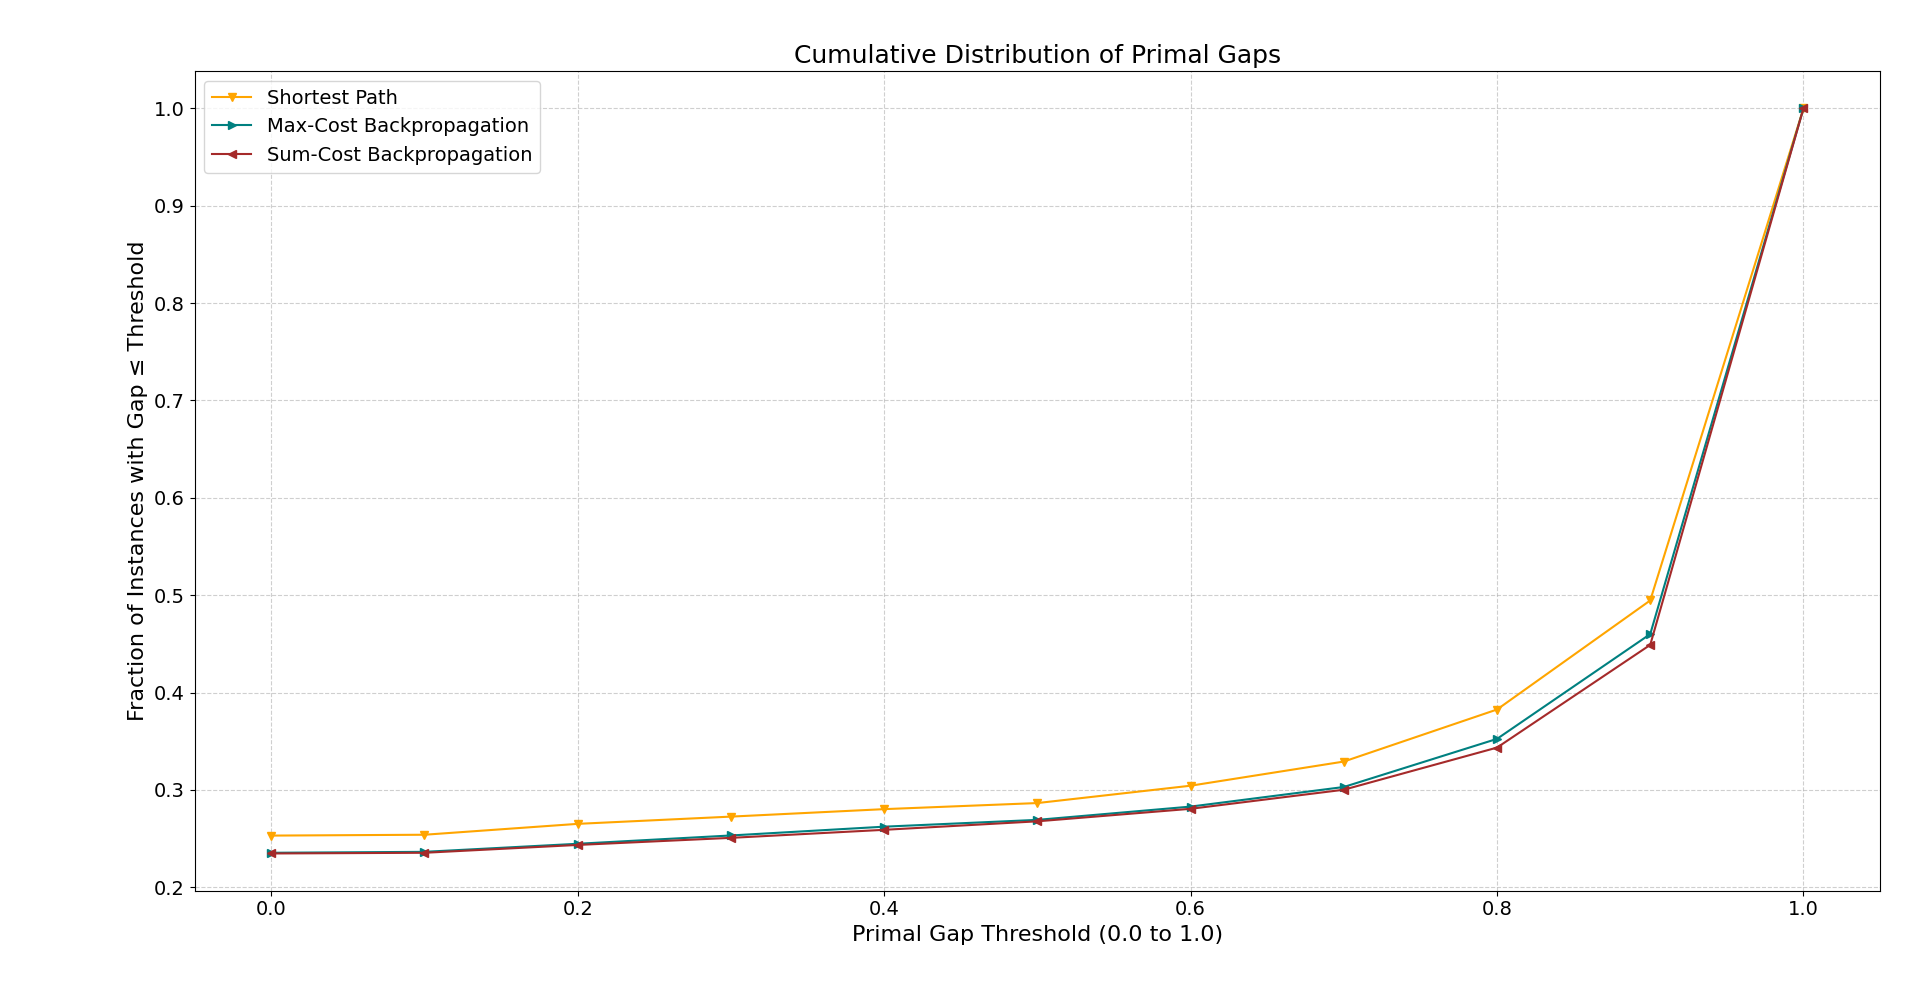 Cumulative Distribution of Primal Gaps
Shortest Path
Max-Cost Backpropagation
Sum-Cost Backpropagation
Fraction of Instances with Gap ≤ Threshold
1.0
0.9
0.8
0.7
0.6
0.5
0.4
0.3
0.2
0.0 0.2 0.4 0.6 0.8 1.0
Primal Gap Threshold (0.0 to 1.0)